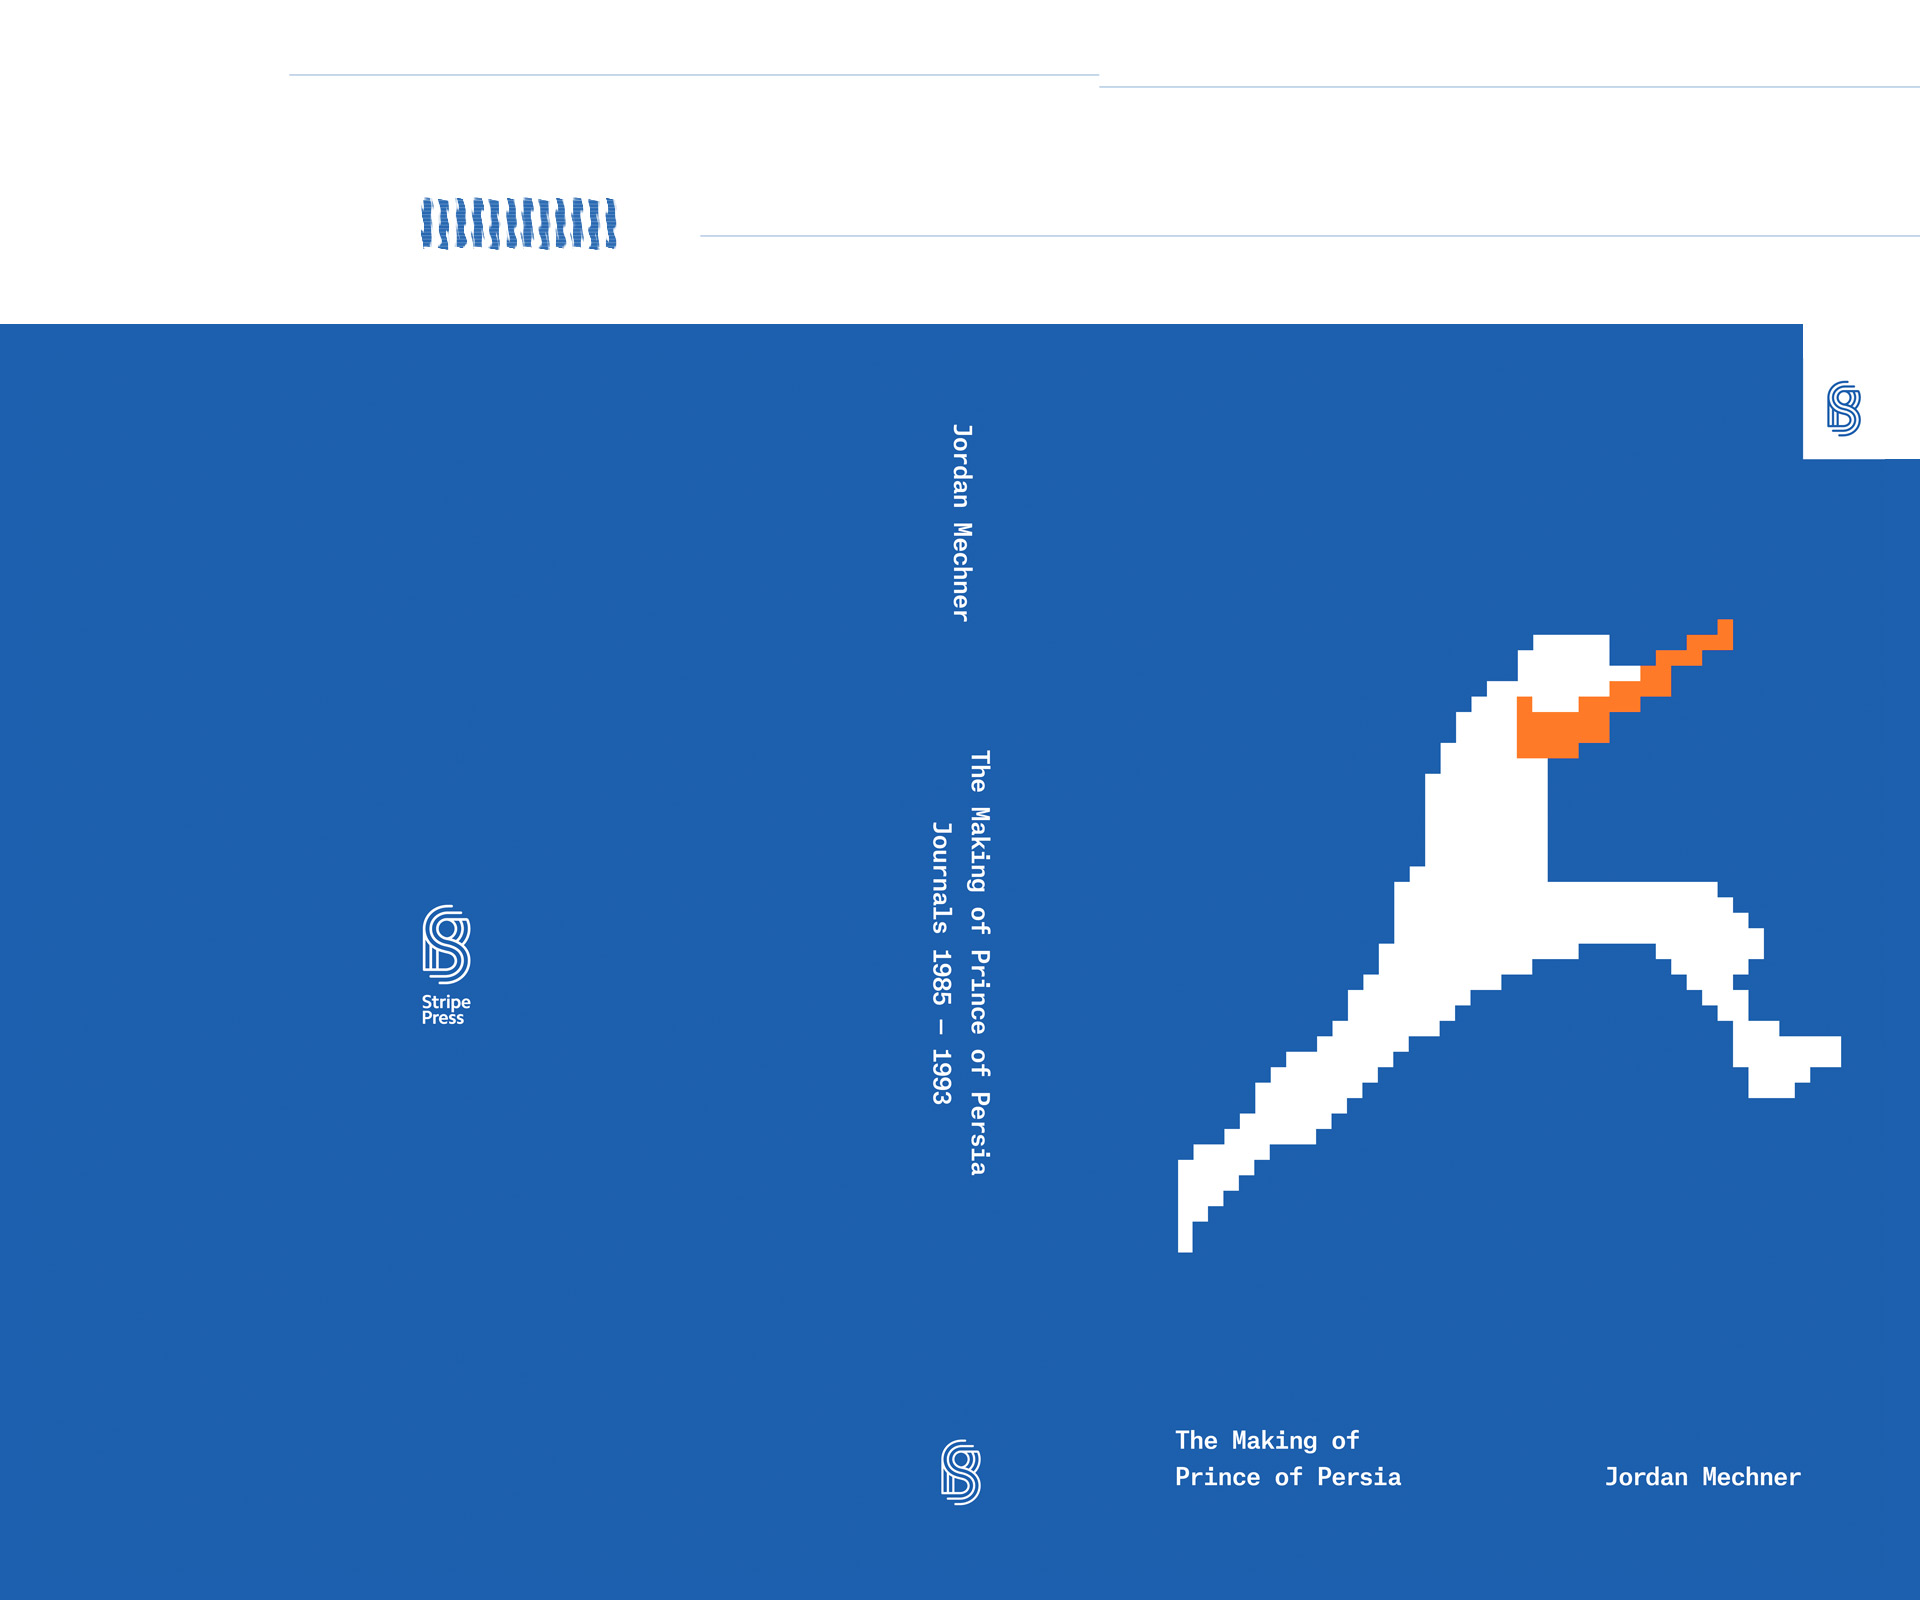 Jordan Mechner
The Making of Prince of Persia
Journals 1985 — 1993
Stripe
Press
The Making of
Prince of Persia
Jordan Mechner